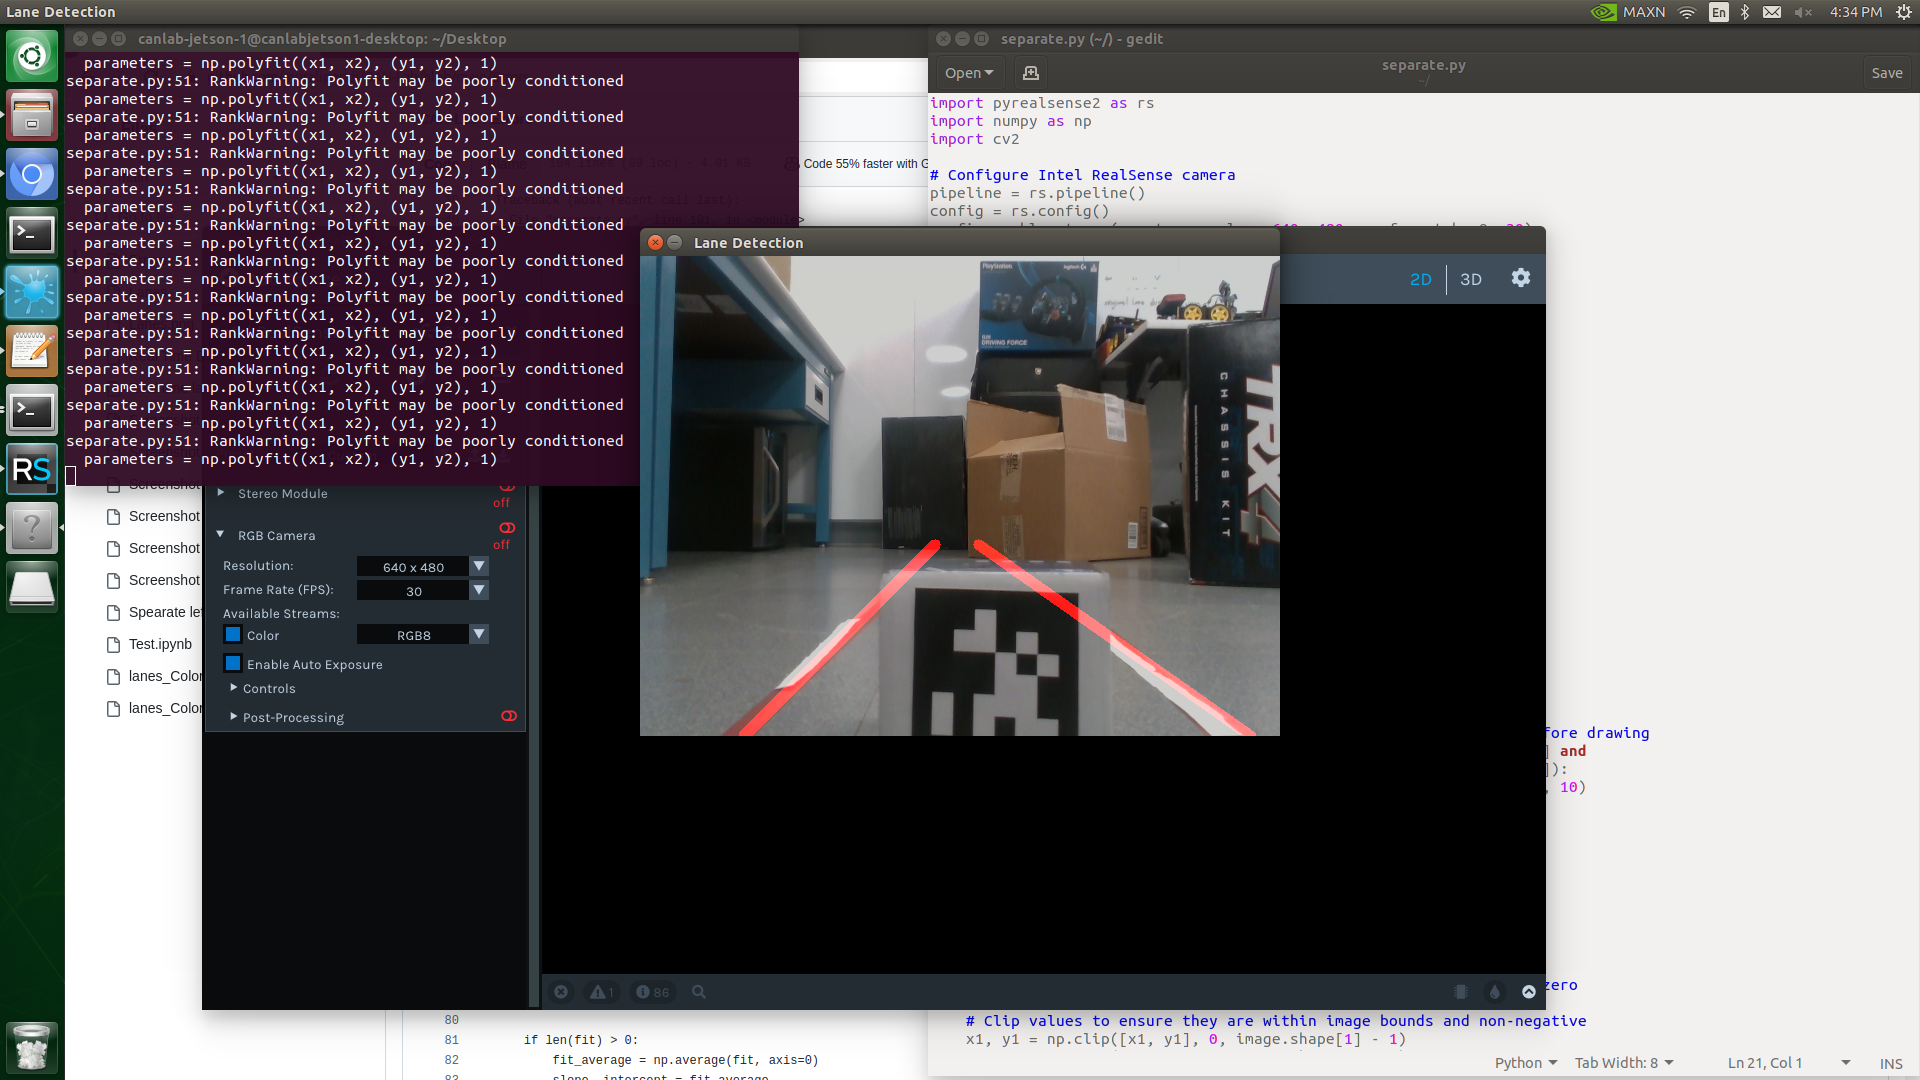 Lane Detection
MAXN
En
4:34 PM
canlab-jetson-1@canlabjetson1-desktop: ~/Desktop
parameters = np.polyfit((x1, x2), (y1, y2), 1)
separate.py:51: RankWarning: Polyfit may be poorly conditioned
parameters = np.polyfit((x1, x2), (y1, y2), 1)
separate.py:51: RankWarning: Polyfit may be poorly conditioned
parameters = np.polyfit((x1, x2), (y1, y2), 1)
separate.py:51: RankWarning: Polyfit may be poorly conditioned
parameters = np.polyfit((x1, x2), (y1, y2), 1)
separate.py:51: RankWarning: Polyfit may be poorly conditioned
parameters = np.polyfit((x1, x2), (y1, y2), 1)
separate.py:51: RankWarning: Polyfit may be poorly conditioned
parameters = np.polyfit((x1, x2), (y1, y2), 1)
separate.py:51: RankWarning: Polyfit may be poorly conditioned
parameters = np.polyfit((x1, x2), (y1, y2), 1)
separate.py:51: RankWarning: Polyfit may be poorly conditioned
parameters = np.polyfit((x1, x2), (y1, y2), 1)
separate.py:51: RankWarning: Polyfit may be poorly conditioned
parameters = np.polyfit((x1, x2), (y1, y2), 1)
separate.py:51: RankWarning: Polyfit may be poorly conditioned
parameters = np.polyfit((x1, x2), (y1, y2), 1)
separate.py:51: RankWarning: Polyfit may be poorly conditioned
parameters = np.polyfit((x1, x2), (y1, y2), 1)
separate.py:51: RankWarning: Polyfit may be poorly conditioned
parameters = np.polyfit((x1, x2), (y1, y2), 1)
Code 55% faster with G
separate.py (~/) - gedit
Open
separate.py
~/
Save
import pyrealsense2 as rs
import numpy as np
import cv2
# Configure Intel RealSense camera
pipeline = rs.pipeline()
config = rs.config()
Lane Detection
2D
3D
PlayStation
logitech G
G29
DRIVING FORCE
CHASSIS KIT
TRX4
RS
Screenshot
Screenshot
Screenshot
Screenshot
Spearate le
Test.ipynb
lanes_Color
lanes_Color
Stereo Module
off
RGB Camera
off
Resolution:
640 x 480
Frame Rate (FPS):
30
Available Streams:
Color
RGB8
Enable Auto Exposure
Controls
Post-Processing
1
86
fore drawing
] and
]):
, 10)
zero
# Clip values to ensure they are within image bounds and non-negative
x1, y1 = np.clip([x1, y1], 0, image.shape[1] - 1)
80
81 if len(fit) > 0:
82 fit_average = np.average(fit, axis=0)
83 slope, intercept = fit_average
Python
Tab Width: 8
Ln 21, Col 1
INS